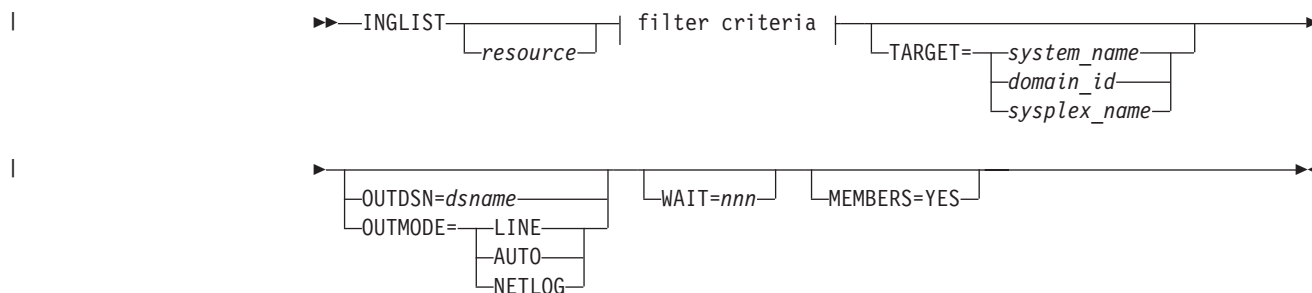 INGLIST filter criteria
resource TARGET= system_name
domain_id
sysplex_name
OUTDSN=dsname WAIT=nnn MEMBERS=YES
OUTMODE= LINE
AUTO
NETLOG